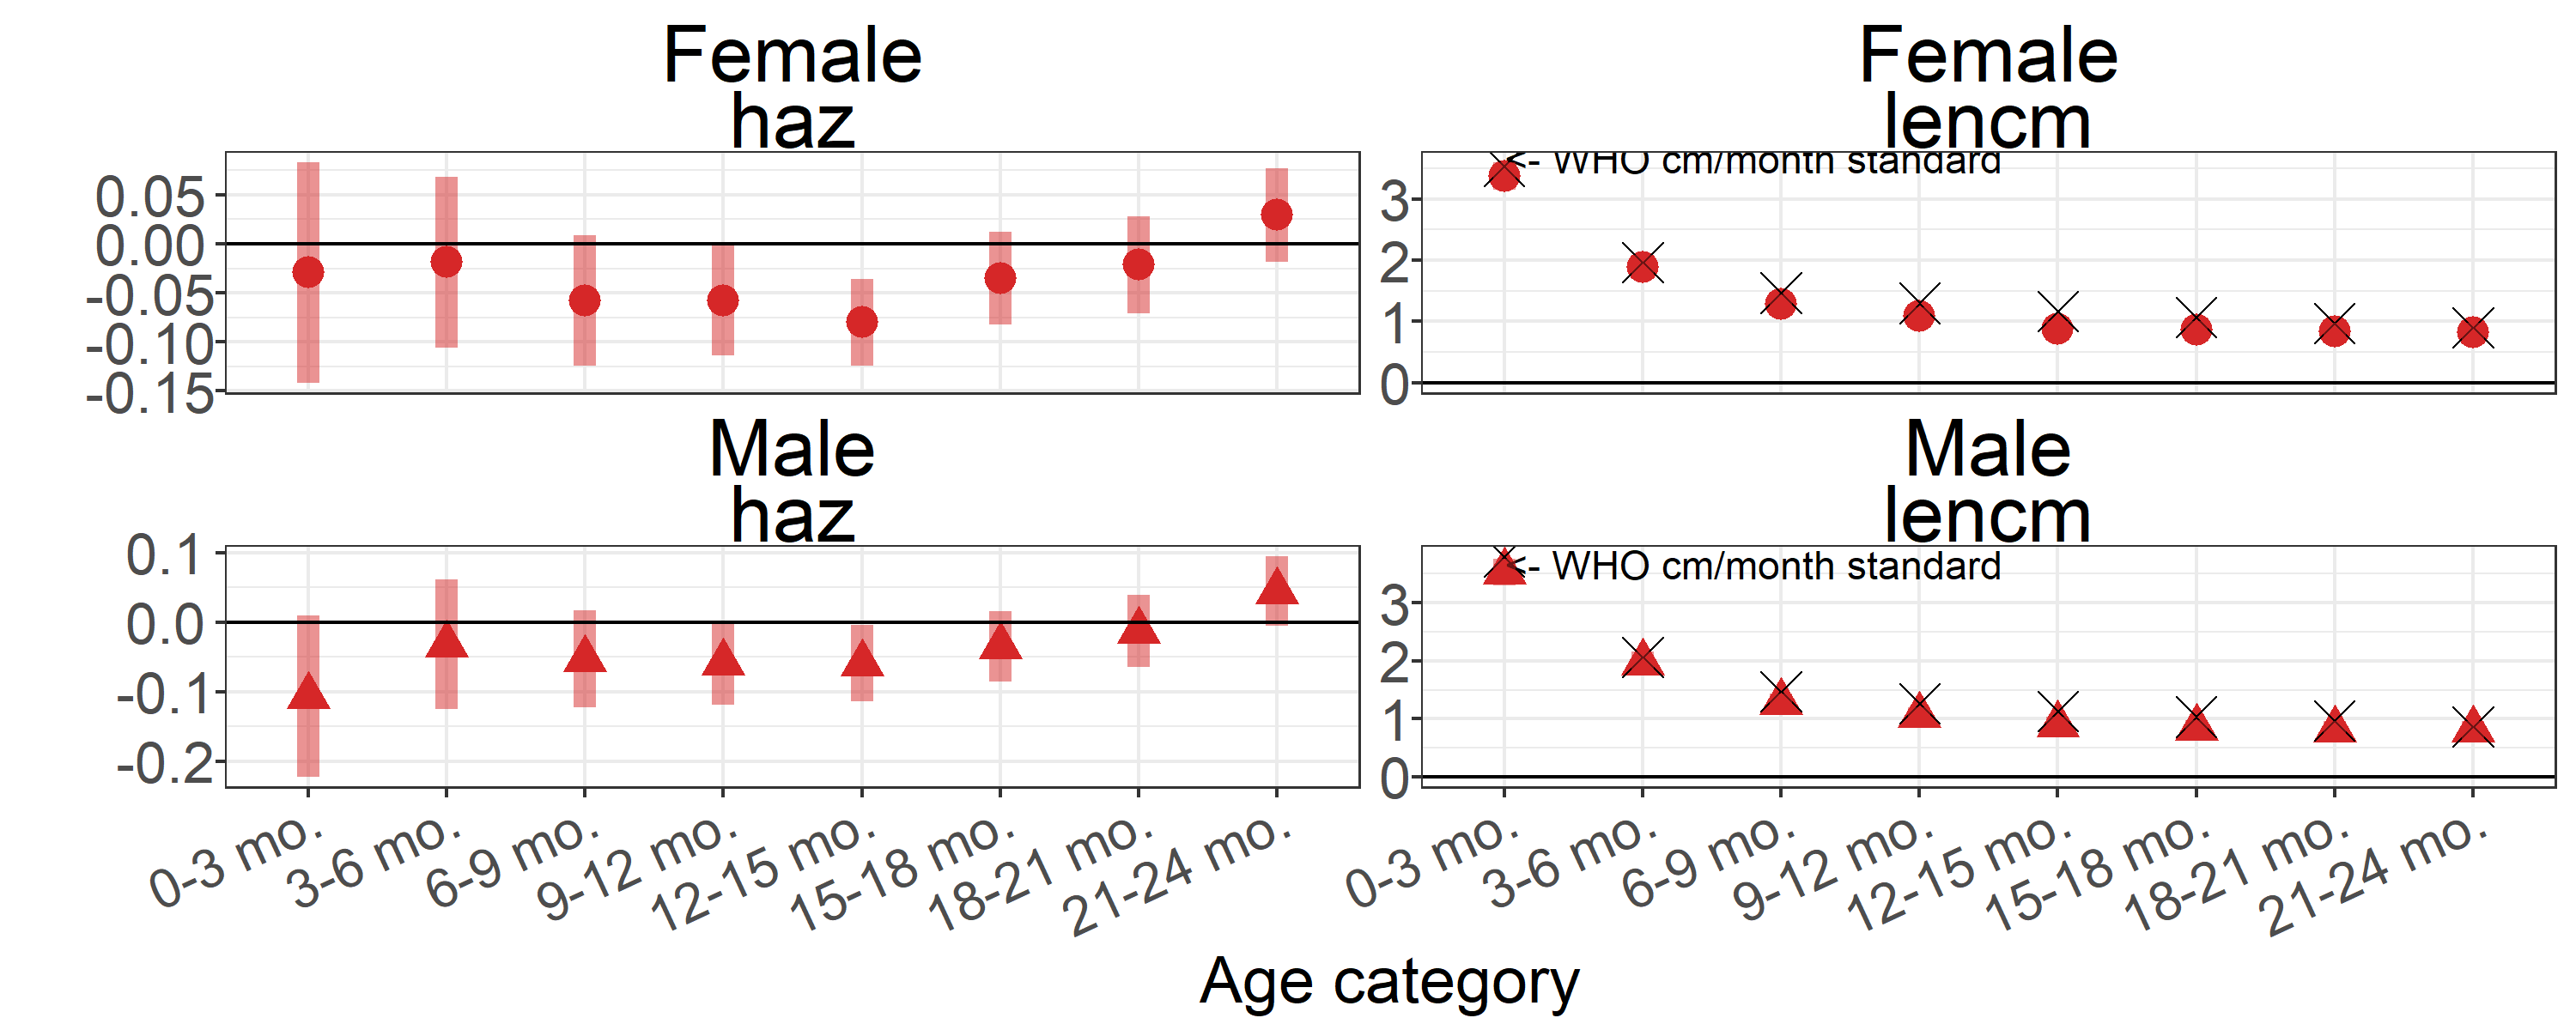 Female
haz
Female
lencm
0.05
0.00
-0.05
-0.10
-0.15
<- WHO cm/month standard
3
2
1
0
Male
haz
Male
lencm
0.1
0.0
-0.1
-0.2
<- WHO cm/month standard
3
2
1
0
0-3 mo.
3-6 mo.
6-9 mo.
9-12 mo.
12-15 mo.
15-18 mo.
18-21 mo.
21-24 mo.
0-3 mo.
3-6 mo.
6-9 mo.
9-12 mo.
12-15 mo.
15-18 mo.
18-21 mo.
21-24 mo.
Age category